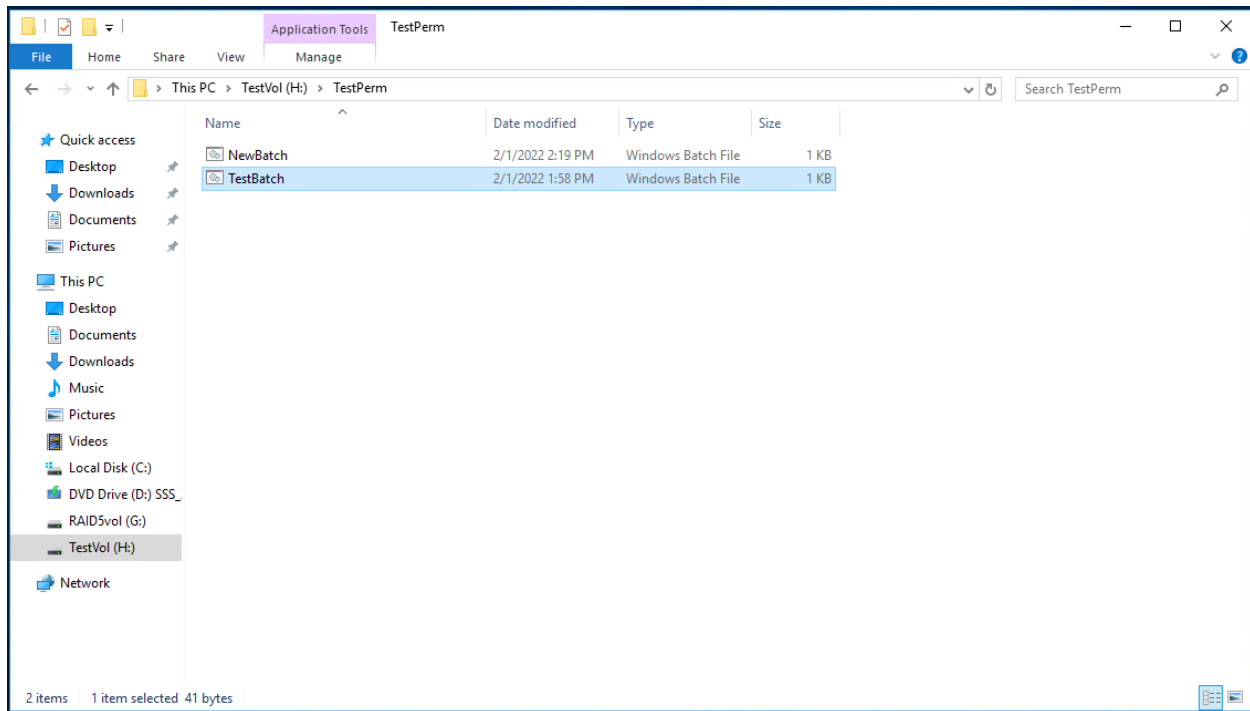 Application Tools TestPerm
File Home Share View Manage
This PC > TestVol (H:) > TestPerm
Search TestPerm
Name Date modified Type Size
NewBatch 2/1/2022 2:19 PM Windows Batch File 1 KB
TestBatch 2/1/2022 1:58 PM Windows Batch File 1 KB
Quick access
Desktop
Downloads
Documents
Pictures
This PC
Desktop
Documents
Downloads
Music
Pictures
Videos
Local Disk (C:)
DVD Drive (D:) SSS_
RAID5vol (G:)
TestVol (H:)
Network
2 items 1 item selected 41 bytes